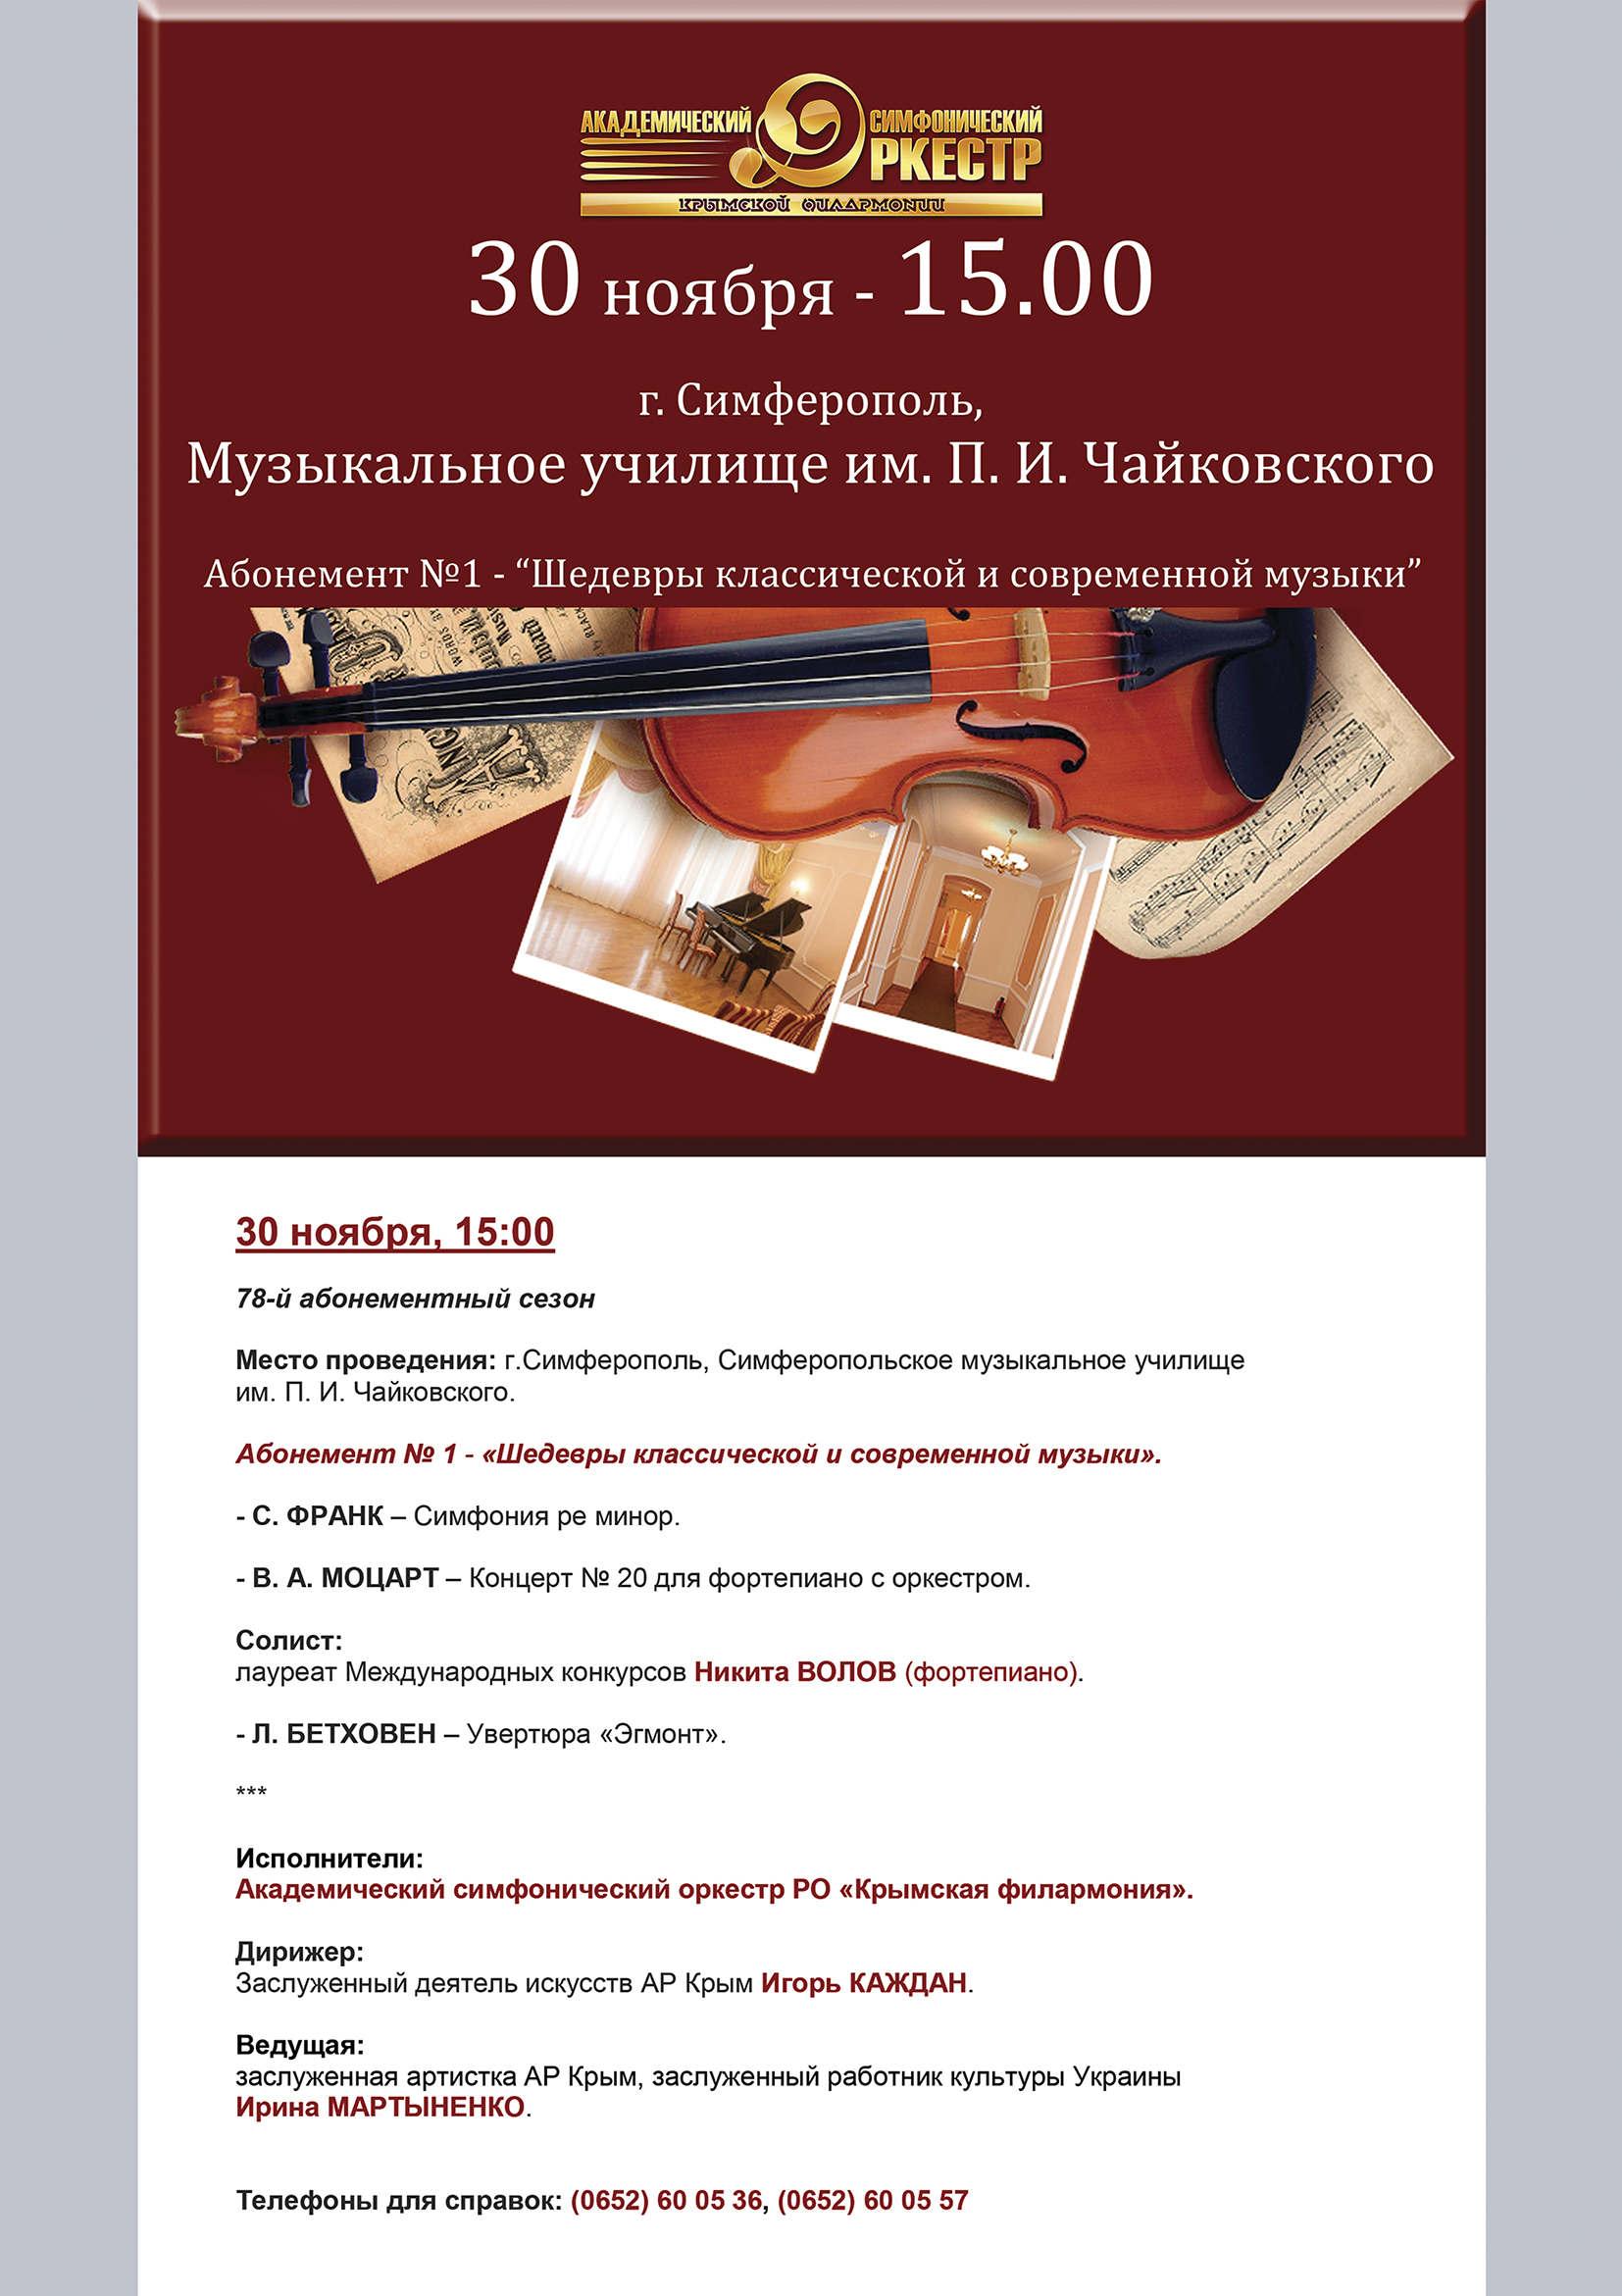 АКАДЕМИЧЕСКИЙ СИМФОНИЧЕСКИЙ
ОРКЕСТР
КРЫМСКОЙ ФИЛАРМОНИИ
30 ноября - 15.00
г. Симферополь,
Музыкальное училище им. П. И. Чайковского
Абонемент №1 - “Шедевры классической и современной музыки”
30 ноября, 15:00
78-й абонементный сезон
Место проведения: г.Симферополь, Симферопольское музыкальное училище
им. П. И. Чайковского.
Абонемент № 1 - «Шедевры классической и современной музыки».
- С. ФРАНК – Симфония ре минор.
- В. А. МОЦАРТ – Концерт № 20 для фортепиано с оркестром.
Солист:
лауреат Международных конкурсов Никита ВОЛОВ (фортепиано).
- Л. БЕТХОВЕН – Увертюра «Эгмонт».
***
Исполнители:
Академический симфонический оркестр РО «Крымская филармония».
Дирижер:
Заслуженный деятель искусств АР Крым Игорь КАЖДАН.
Ведущая:
заслуженная артистка АР Крым, заслуженный работник культуры Украины
Ирина МАРТЫНЕНКО.
Телефоны для справок: (0652) 60 05 36, (0652) 60 05 57